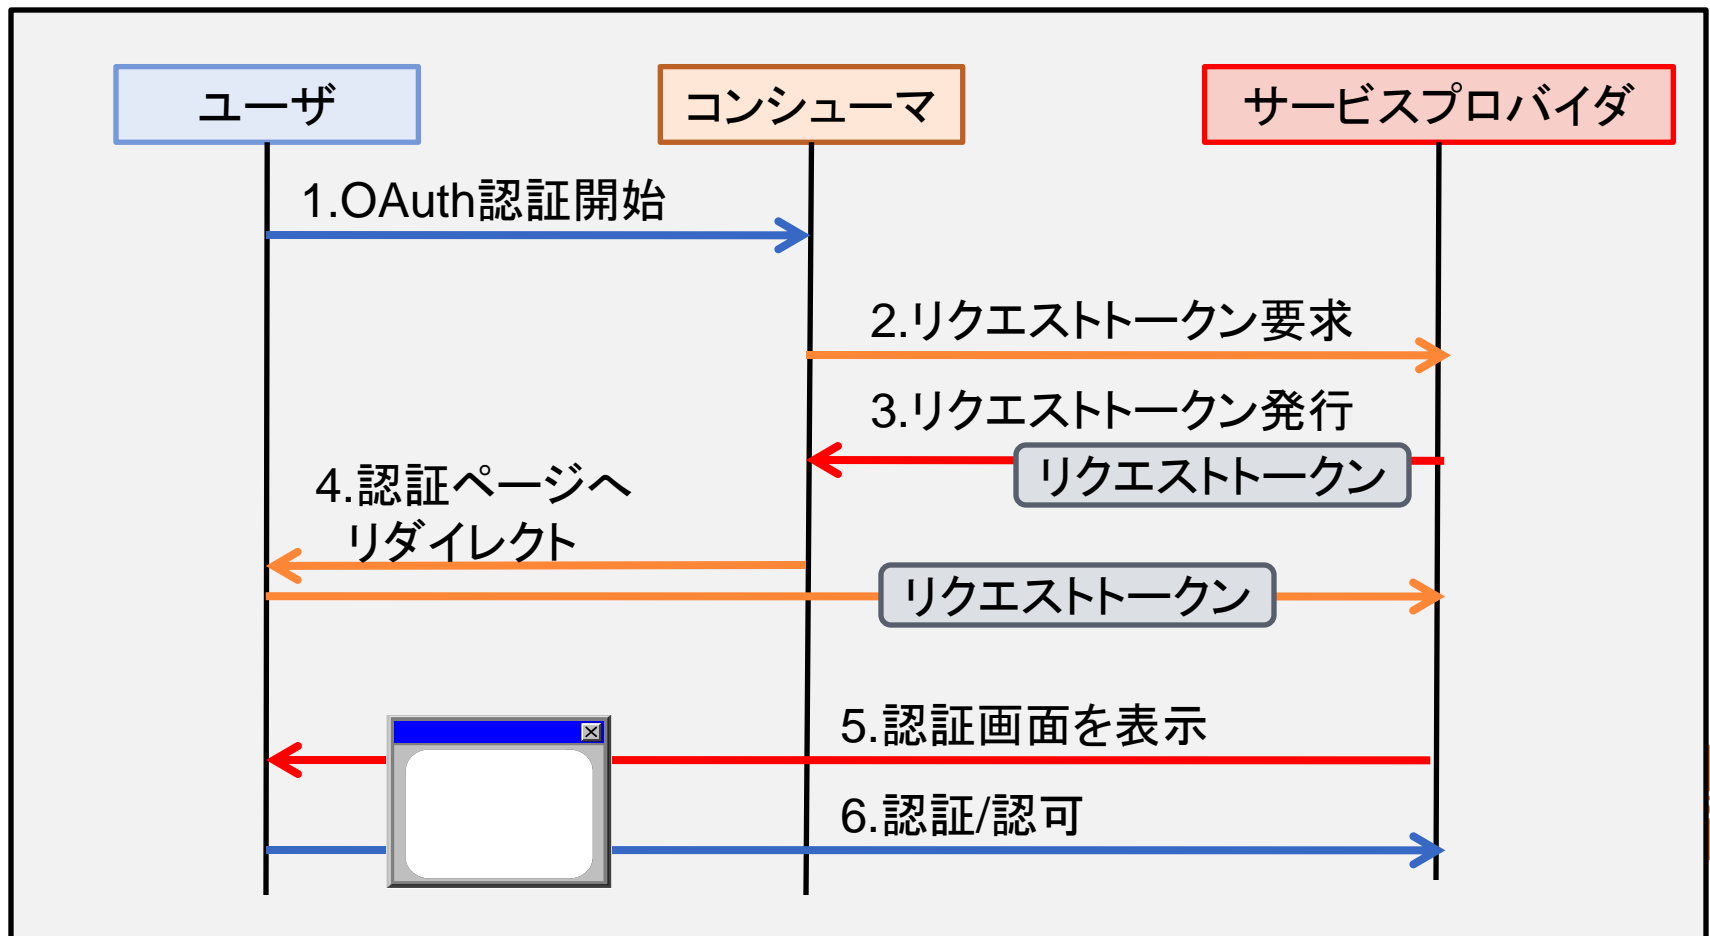 ユーザ
コンシューマ
サービスプロバイダ
1.OAuth認証開始
2.リクエストトークン要求
3.リクエストトークン発行
リクエストトークン
4.認証ページへ
リダイレクト
リクエストトークン
5.認証画面を表示
6.認証/認可